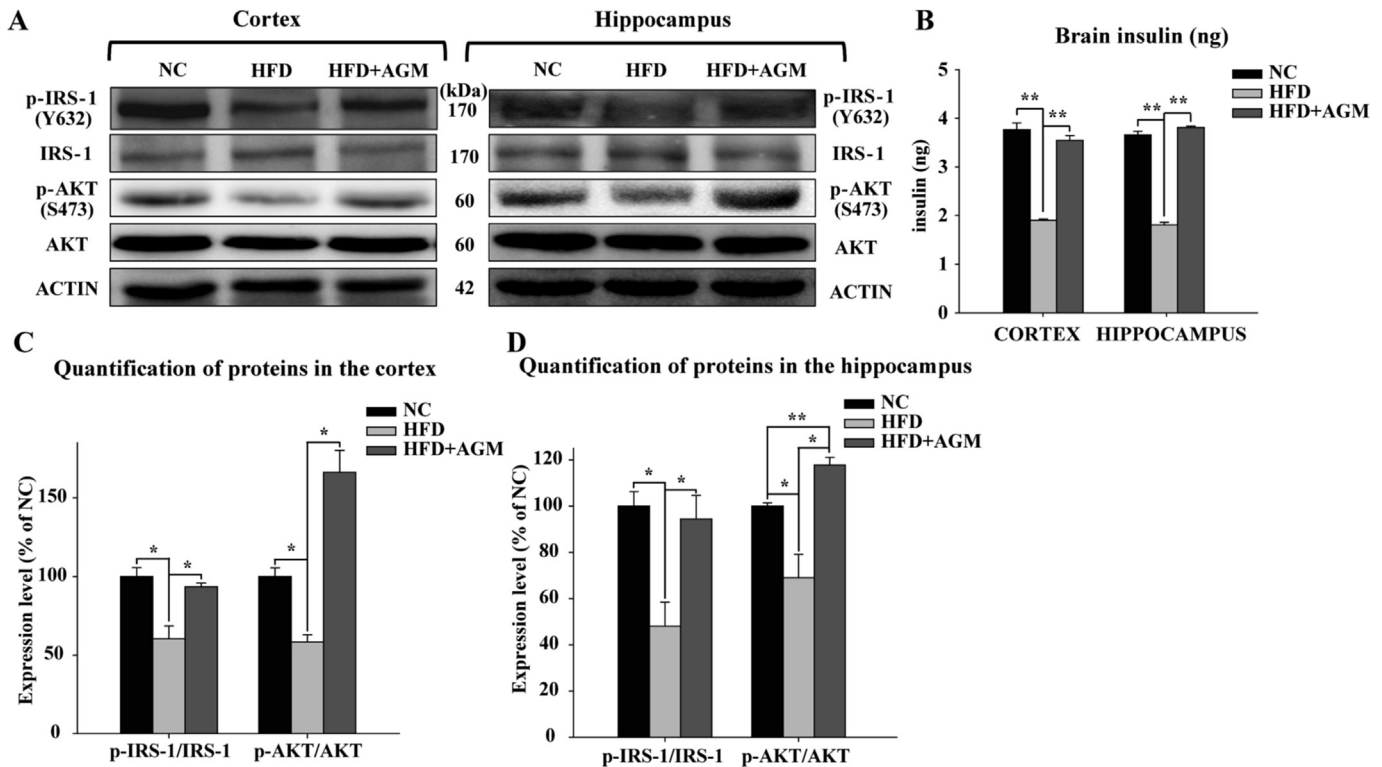 A
Cortex
Hippocampus
NC HFD HFD+AGM
NC HFD HFD+AGM
(kDa)
p-IRS-1
(Y632)
170
p-IRS-1
(Y632)
IRS-1
170
IRS-1
p-AKT
(S473)
60
p-AKT
(S473)
AKT
60
AKT
ACTIN
42
ACTIN
B
Brain insulin (ng)
NC
HFD
HFD+AGM
insulin (ng)
5
4
3
2
1
0
** ** ** **
CORTEX HIPPOCAMPUS
C
Quantification of proteins in the cortex
NC
HFD
HFD+AGM
Expression level (% of NC)
150
100
50
0
* * * *
p-IRS-1/IRS-1 p-AKT/AKT
D
Quantification of proteins in the hippocampus
NC
HFD
HFD+AGM
Expression level (% of NC)
120
100
80
60
40
20
0
* * * * **
p-IRS-1/IRS-1 p-AKT/AKT